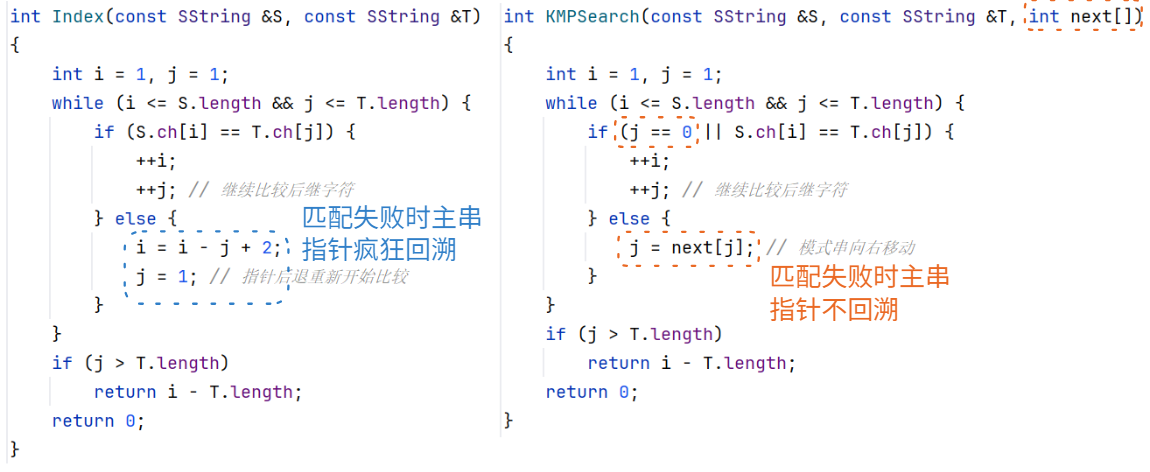 int Index(const SString &S, const SString &T)
{
    int i = 1, j = 1;
    while (i <= S.length && j <= T.length) {
        if (S.ch[i] == T.ch[j]) {
            ++i;
            ++j; // 继续比较后继字符
        } else {
            i = i - j + 2;
            j = 1; // 指针后退重新开始比较
        }
    }
    if (j > T.length)
        return i - T.length;
    return 0;
}
匹配失败时主串
指针疯狂回溯
int KMPSearch(const SString &S, const SString &T, int next[])
{
    int i = 1, j = 1;
    while (i <= S.length && j <= T.length) {
        if (j == 0 || S.ch[i] == T.ch[j]) {
            ++i;
            ++j; // 继续比较后继字符
        } else {
            j = next[j]; // 模式串向右移动
        }
    }
    if (j > T.length)
        return i - T.length;
    return 0;
}
匹配失败时主串
指针不回溯